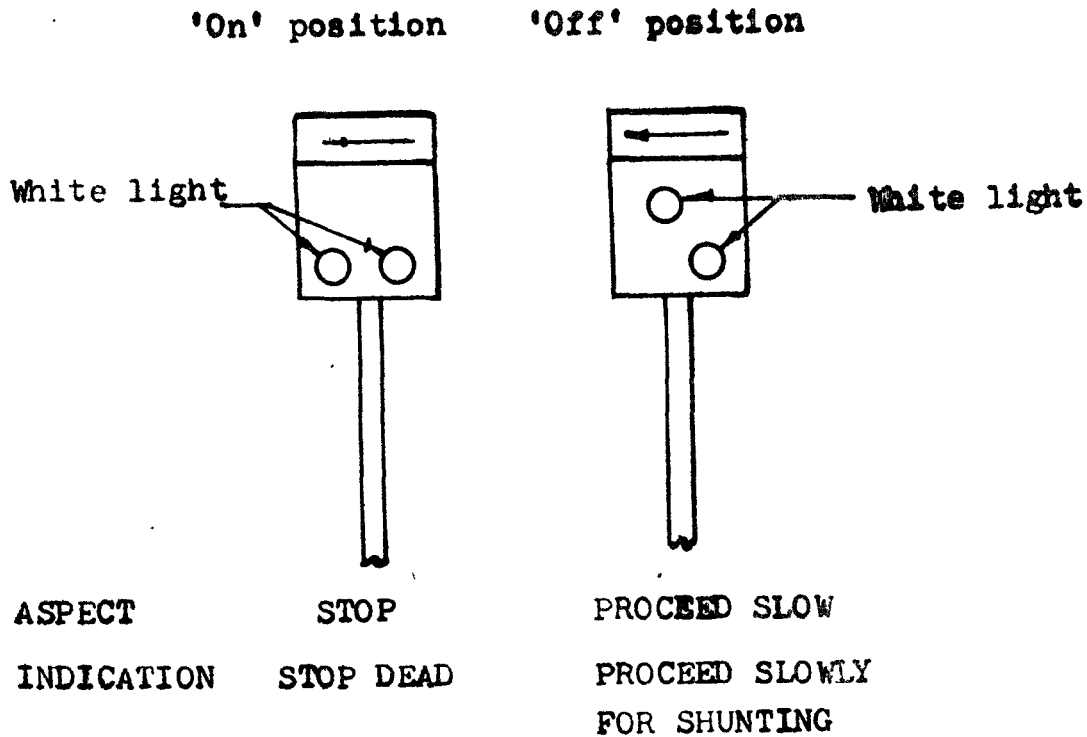 'On' position 'Off' position
White light White light
ASPECT STOP PROCEED SLOW
INDICATION STOP DEAD PROCEED SLOWLY
FOR SHUNTING